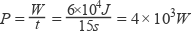 P = W/t = 6×10⁴J/15s = 4 × 10³W